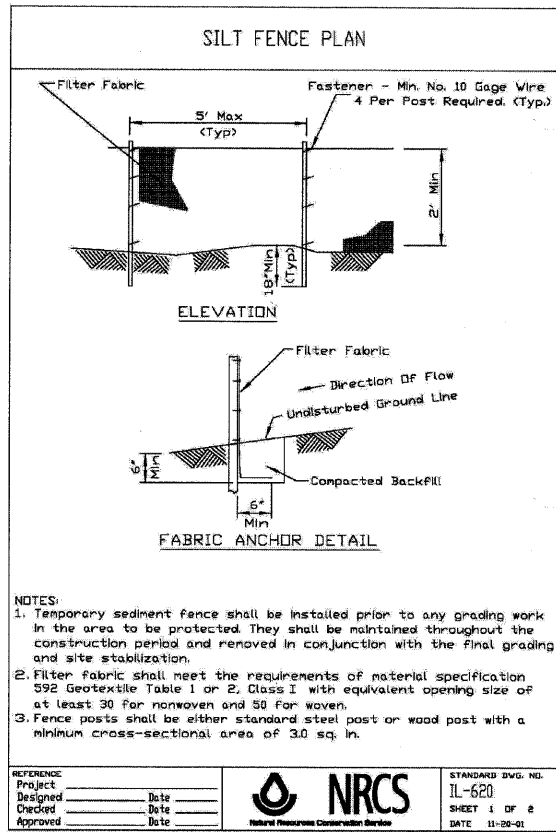 SILT FENCE PLAN
Filter Fabric
Fastener - Min. No. 10 Gage Wire
4 Per Post Required. (Typ.)
5' Max
(Typ)
2' Min
18" Min
(Typ)
ELEVATION
Filter Fabric
Direction Of Flow
Undisturbed Ground Line
6"
Min
Compacted Backfill
6"
Min
FABRIC ANCHOR DETAIL
NOTES:
1. Temporary sediment fence shall be installed prior to any grading work
in the area to be protected. They shall be maintained throughout the
construction period and removed in conjunction with the final grading
and site stabilization.
2. Filter fabric shall meet the requirements of material specification
592 Geotextile Table 1 or 2, Class I with equivalent opening size of
at least 30 for nonwoven and 50 for woven.
3. Fence posts shall be either standard steel post or wood post with a
minimum cross-sectional area of 3.0 sq. in.
REFERENCE
Project
Designed Date
Checked Date
Approved Date
NRCS
Natural Resources Conservation Service
STANDARD DWG. NO.
IL-620
SHEET 1 OF 2
DATE 11-20-01